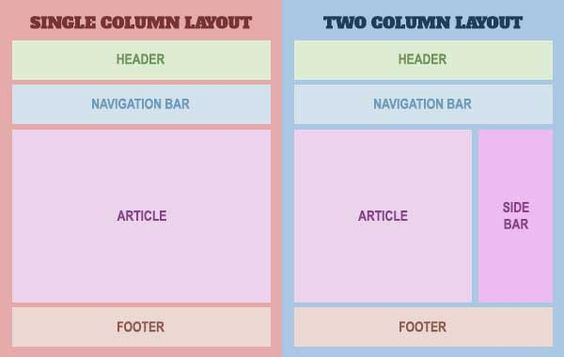 SINGLE COLUMN LAYOUT
HEADER
NAVIGATION BAR
ARTICLE
FOOTER
TWO COLUMN LAYOUT
HEADER
NAVIGATION BAR
ARTICLE
SIDE
BAR
FOOTER